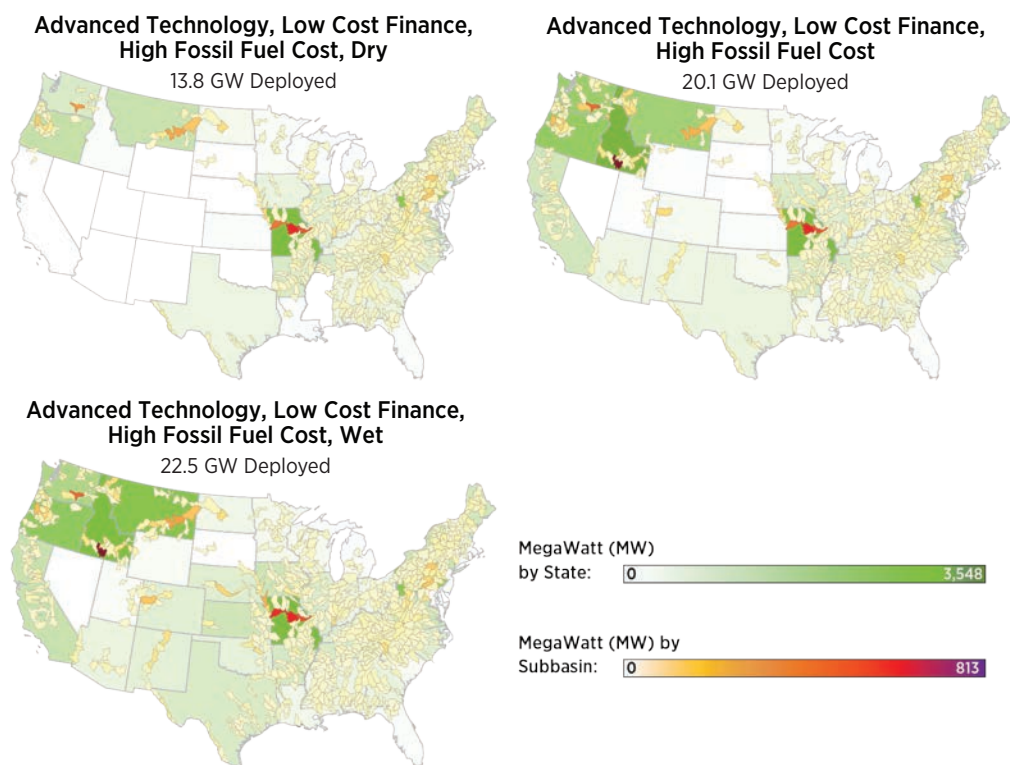 Advanced Technology, Low Cost Finance,
High Fossil Fuel Cost, Dry
13.8 GW Deployed
Advanced Technology, Low Cost Finance,
High Fossil Fuel Cost
20.1 GW Deployed
Advanced Technology, Low Cost Finance,
High Fossil Fuel Cost, Wet
22.5 GW Deployed
MegaWatt (MW)
by State: 0 3,548
MegaWatt (MW) by
Subbasin: 0 813